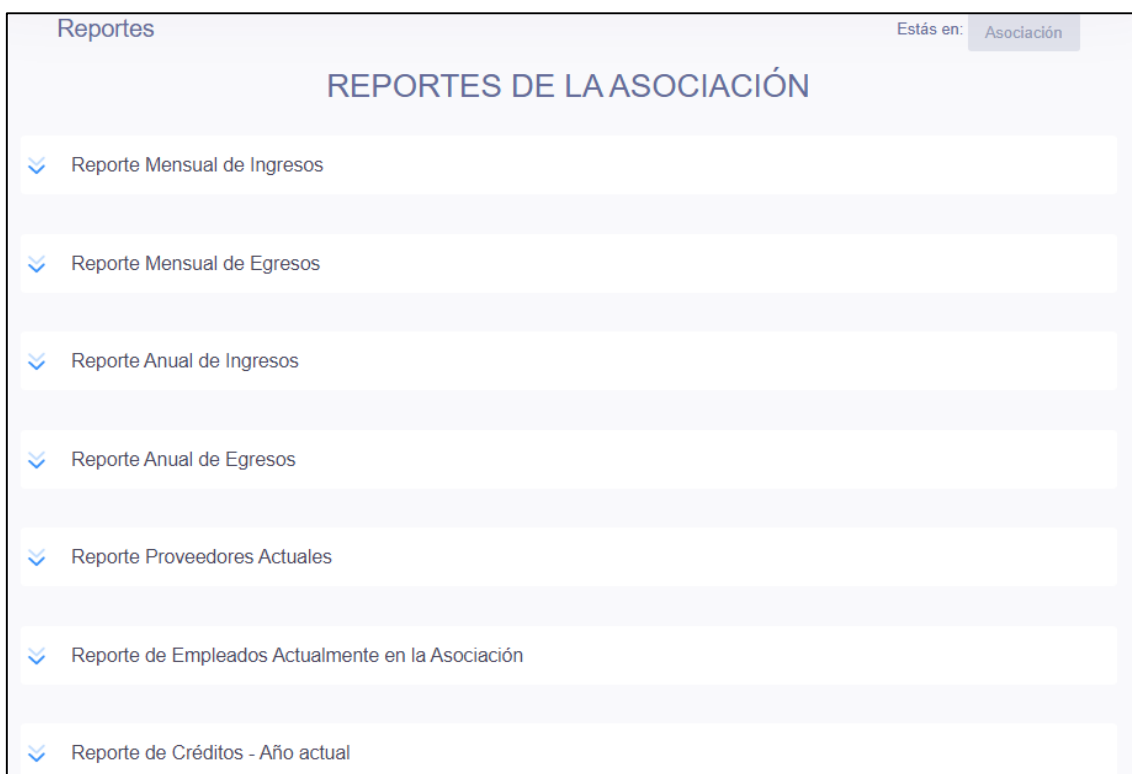 Reportes
Estás en: Asociación
REPORTES DE LA ASOCIACIÓN
Reporte Mensual de Ingresos
Reporte Mensual de Egresos
Reporte Anual de Ingresos
Reporte Anual de Egresos
Reporte Proveedores Actuales
Reporte de Empleados Actualmente en la Asociación
Reporte de Créditos - Año actual